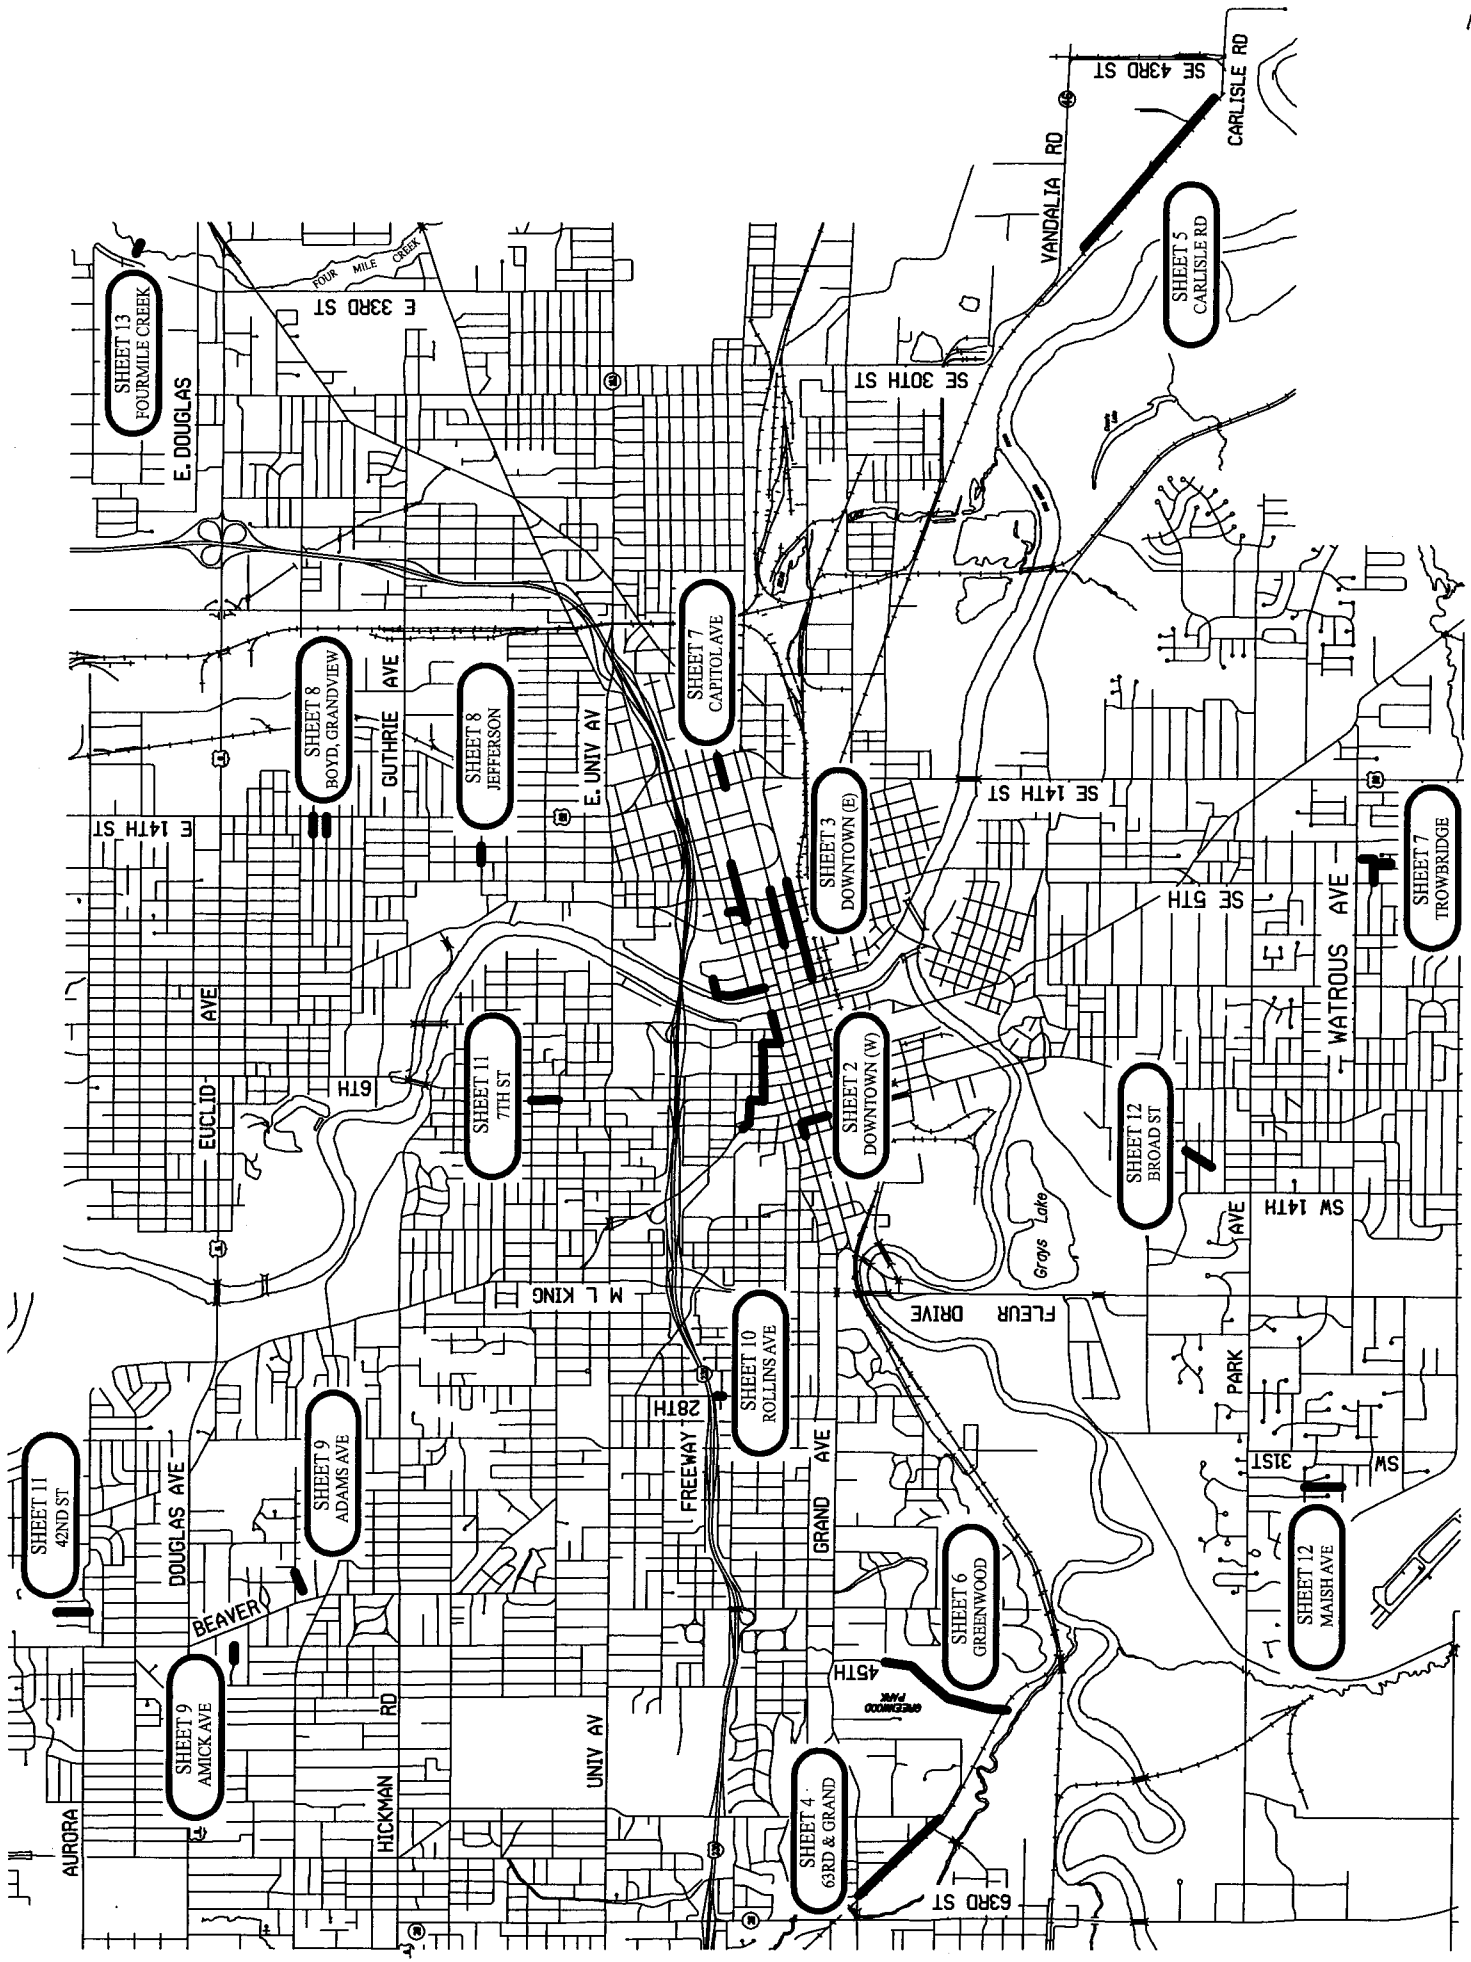 SHEET 13
FOURMILE CREEK
E. DOUGLAS
FOUR MILE CREEK
E 33RD ST
SE 43RD ST
CARLISLE RD
46
VANDALIA RD
SHEET 5
CARLISLE RD
SE 30TH ST
SHEET 8
BOYD, GRANDVIEW
GUTHRIE AVE
SHEET 8
JEFFERSON
E. UNIV AV
SHEET 7
CAPITOL AVE
E 14TH ST
SHEET 3
DOWNTOWN (E)
SE 14TH ST
SHEET 7
TROWBRIDGE
SE 5TH
WATROUS AVE
EUCLID AVE
6TH
SHEET 11
7TH ST
SHEET 2
DOWNTOWN (W)
SHEET 12
BROAD ST
SW 14TH
Grays Lake
M L KING
FLEUR DRIVE
PARK AVE
SHEET 10
ROLLINS AVE
28TH
FREEWAY
GRAND AVE
SHEET 11
42ND ST
DOUGLAS AVE
SHEET 9
ADAMS AVE
BEAVER
SW 31ST
SHEET 12
MAISH AVE
SHEET 6
GREENWOOD
45TH
GREENWOOD
PARK
SHEET 9
AMICK AVE
AURORA
HICKMAN RD
UNIV AV
SHEET 4
63RD & GRAND
63RD ST